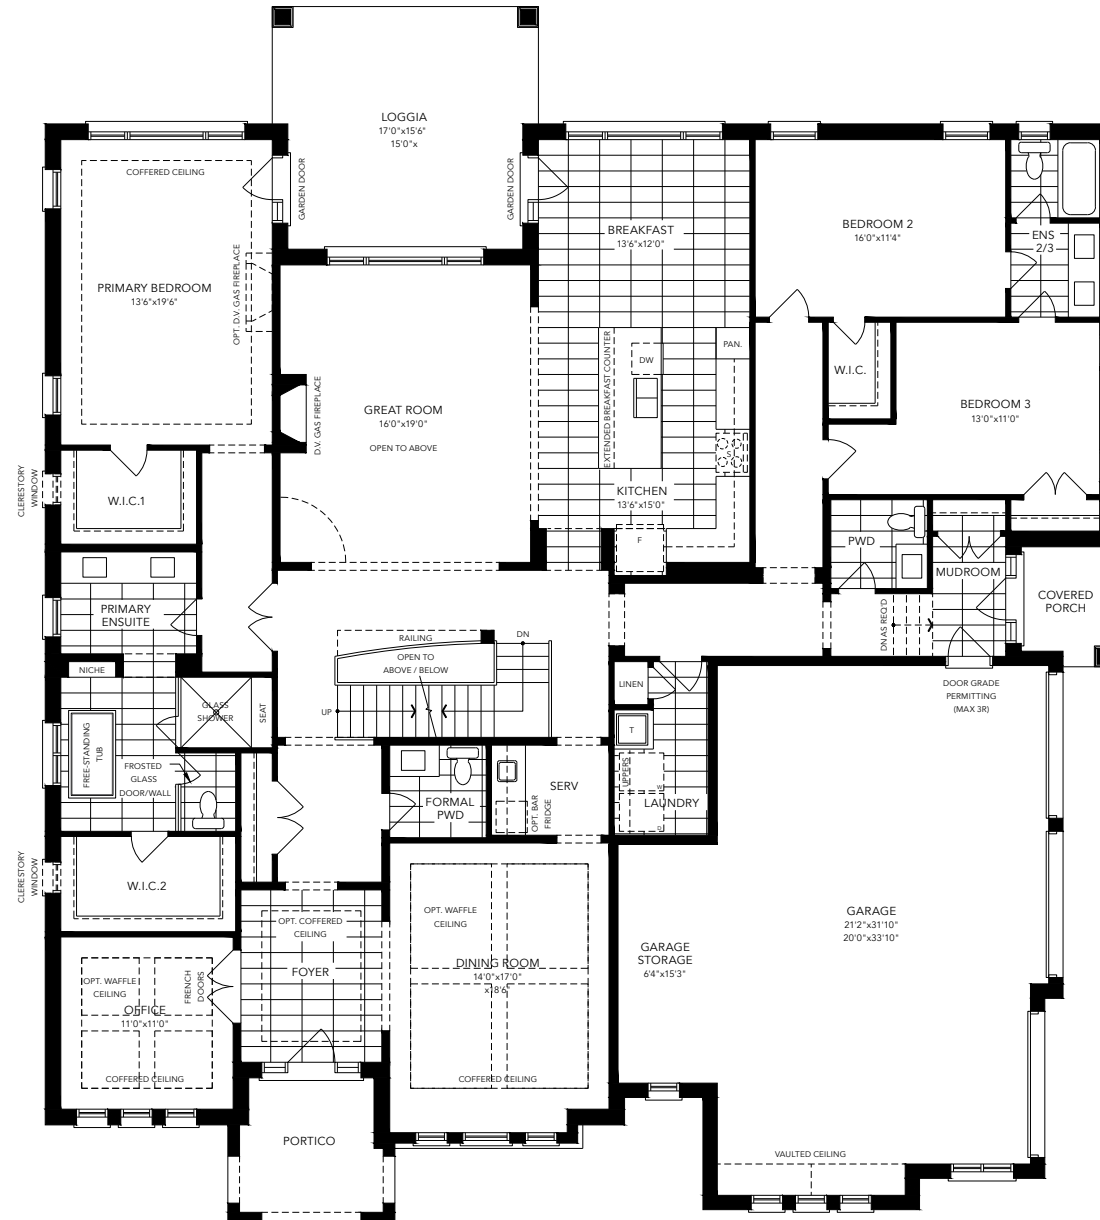 LOGGIA
17'0"x15'6"
15'0"x
COFFERED CEILING
GARDEN DOOR
GARDEN DOOR
PRIMARY BEDROOM
13'6"x19'6"
OPT. D.V. GAS FIREPLACE
BREAKFAST
13'6"x12'0"
BEDROOM 2
16'0"x11'4"
ENS
2/3
EXTENDED BREAKFAST COUNTER
DW
PAN.
W.I.C.
D.V. GAS FIREPLACE
GREAT ROOM
16'0"x19'0"
OPEN TO ABOVE
BEDROOM 3
13'0"x11'0"
S
CLERESTORY
WINDOW
W.I.C.1
KITCHEN
13'6"x15'0"
F
PWD
MUDROOM
COVERED
PORCH
PRIMARY
ENSUITE
DN AS REQ'D
RAILING
DN
OPEN TO
ABOVE / BELOW
NICHE
LINEN
DOOR GRADE
PERMITTING
(MAX 3R)
GLASS
SHOWER
SEAT
UP
T
FREE-STANDING
TUB
FROSTED
GLASS
DOOR/WALL
UPPERS
W
D
LAUNDRY
FORMAL
PWD
SERV
OPT. BAR
FRIDGE
CLERESTORY
WINDOW
W.I.C.2
OPT. WAFFLE
CEILING
OPT. COFFERED
CEILING
FOYER
GARAGE
21'2"x31'10"
20'0"x33'10"
GARAGE
STORAGE
6'4"x15'3"
DINING ROOM
14'0"x17'0"
x18'6"
OPT. WAFFLE
CEILING
FRENCH
DOORS
OFFICE
11'0"x11'0"
COFFERED CEILING
COFFERED CEILING
PORTICO
VAULTED CEILING